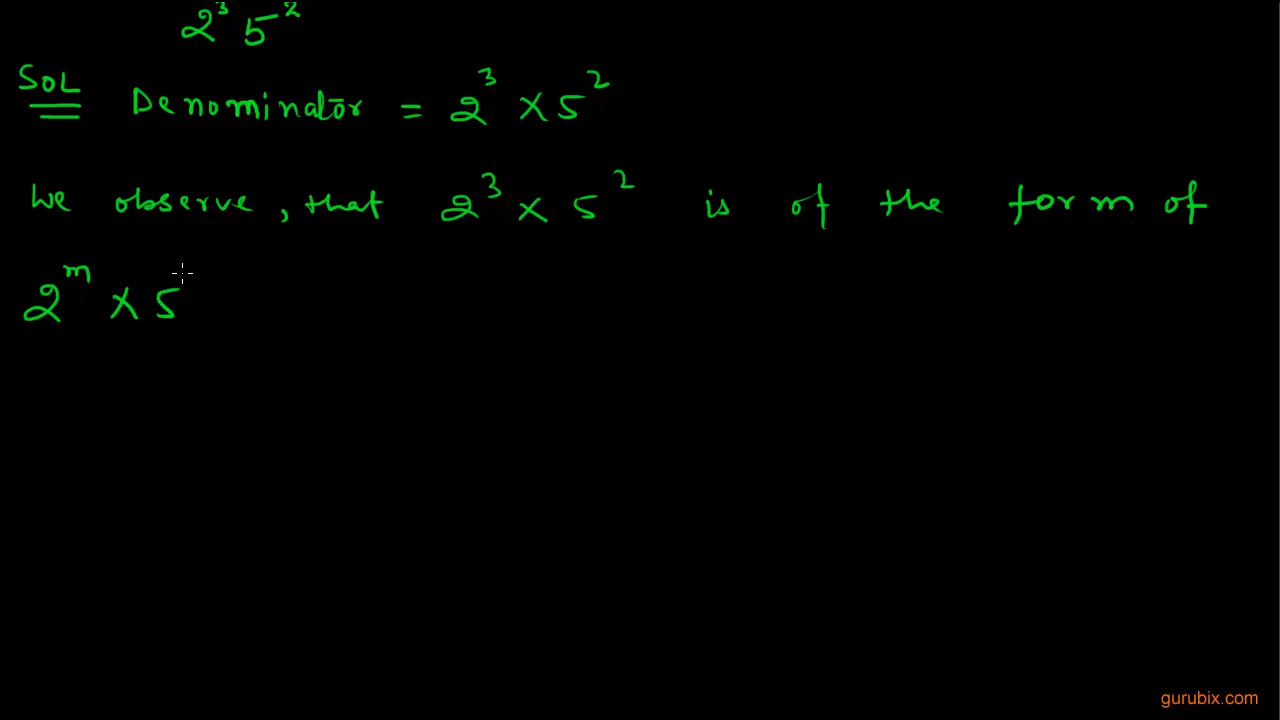 2³ 5²
SOL Denominator = 2³ × 5²
We observe, that 2³ × 5² is of the form of
2ᵐ × 5
gurubix.com